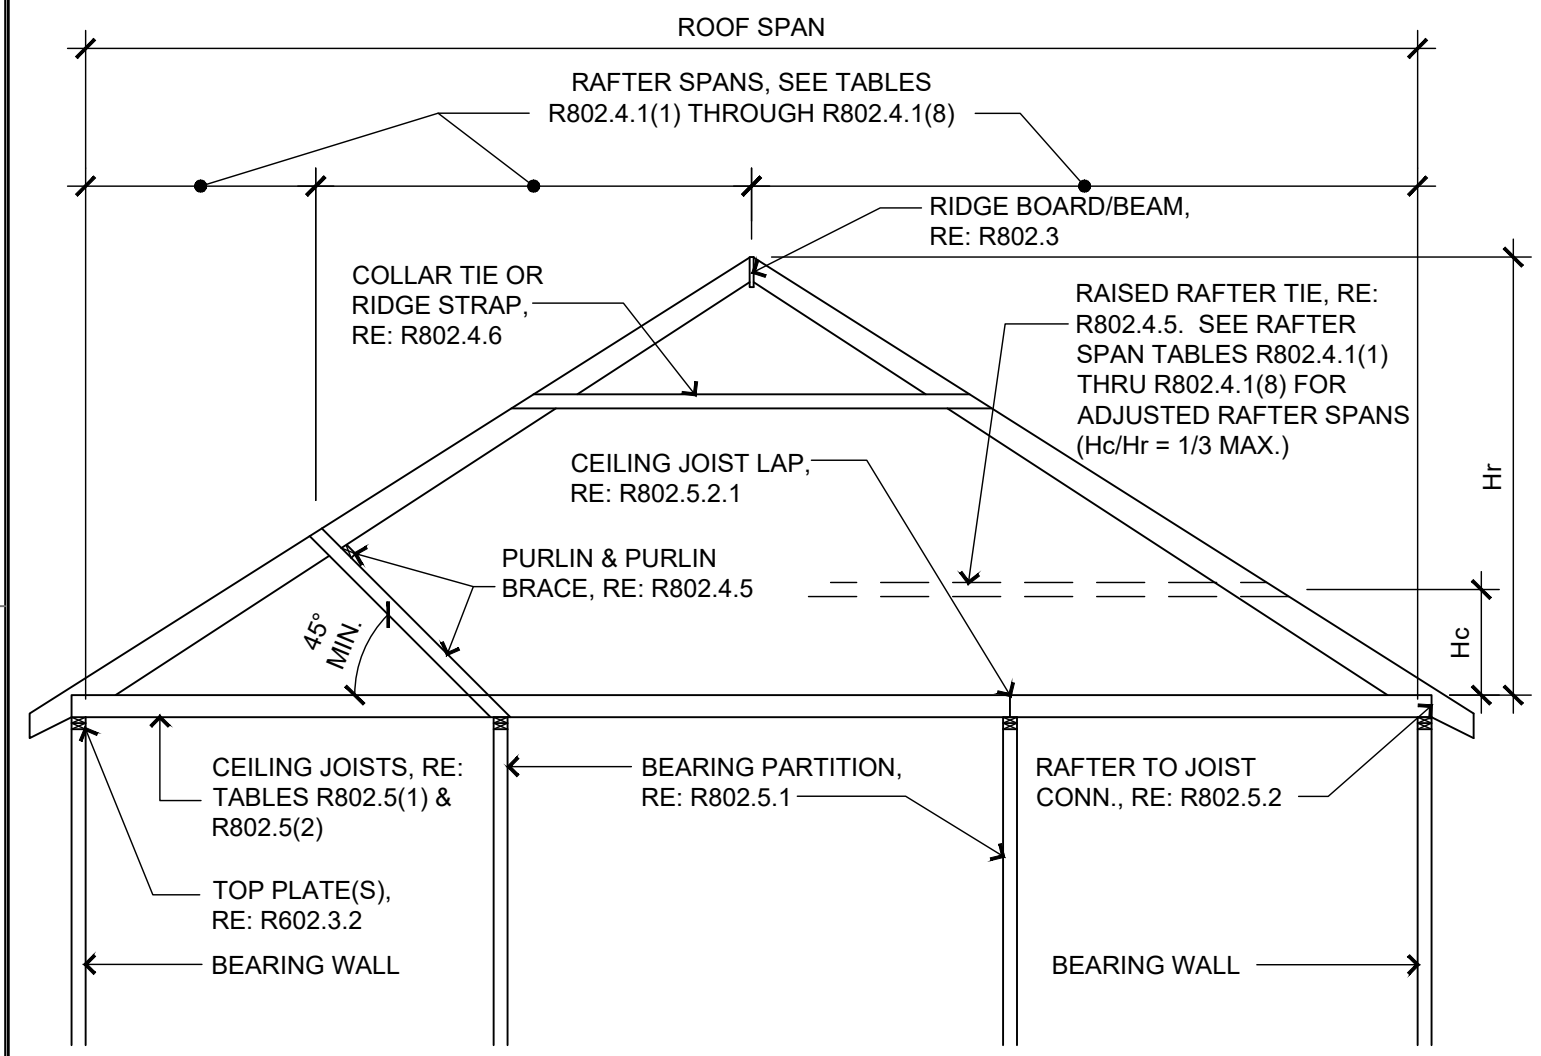 ROOF SPAN
RAFTER SPANS, SEE TABLES
R802.4.1(1) THROUGH R802.4.1(8)
RIDGE BOARD/BEAM,
RE: R802.3
COLLAR TIE OR
RIDGE STRAP,
RE: R802.4.6
RAISED RAFTER TIE, RE:
R802.4.5. SEE RAFTER
SPAN TABLES R802.4.1(1)
THRU R802.4.1(8) FOR
ADJUSTED RAFTER SPANS
(Hc/Hr = 1/3 MAX.)
CEILING JOIST LAP,
RE: R802.5.2.1
Hr
PURLIN & PURLIN
BRACE, RE: R802.4.5
45°
MIN.
Hc
CEILING JOISTS, RE:
TABLES R802.5(1) &
R802.5(2)
BEARING PARTITION,
RE: R802.5.1
RAFTER TO JOIST
CONN., RE: R802.5.2
TOP PLATE(S),
RE: R602.3.2
BEARING WALL
BEARING WALL